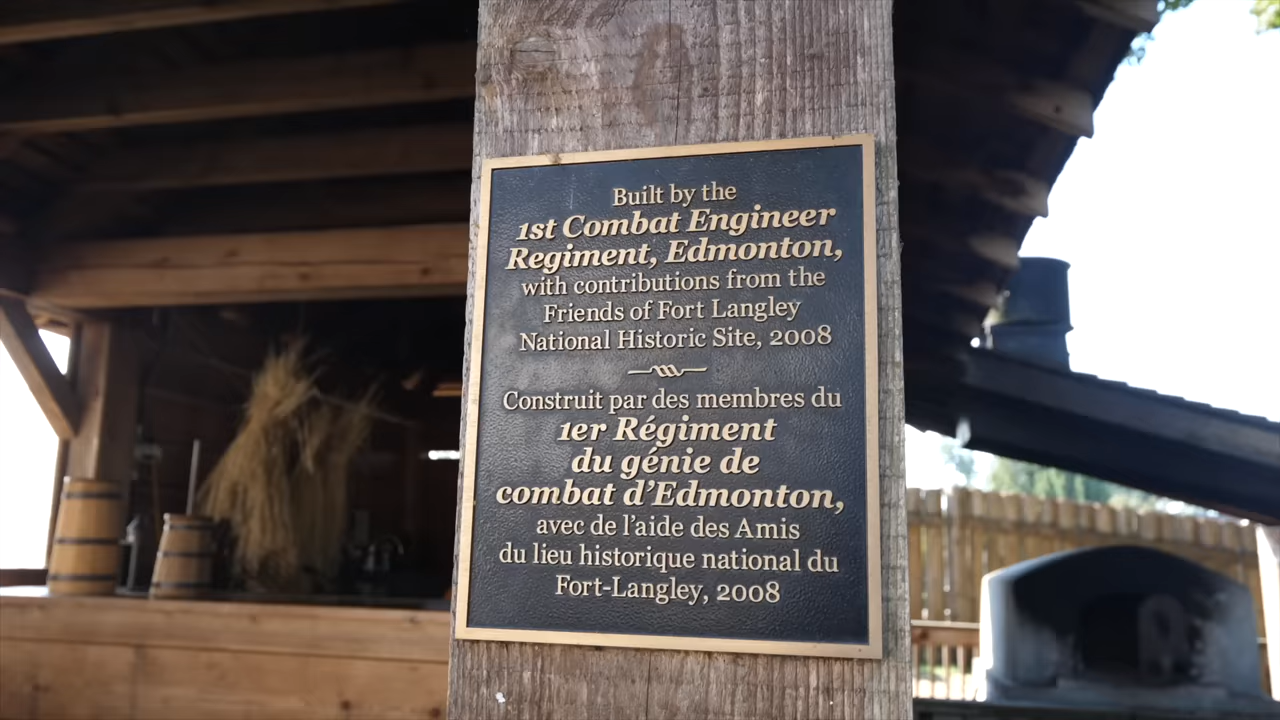 Built by the
1st Combat Engineer
Regiment, Edmonton,
with contributions from the
Friends of Fort Langley
National Historic Site, 2008
Construit par des membres du
1er Régiment
du génie de
combat d'Edmonton,
avec de l'aide des Amis
du lieu historique national du
Fort-Langley, 2008